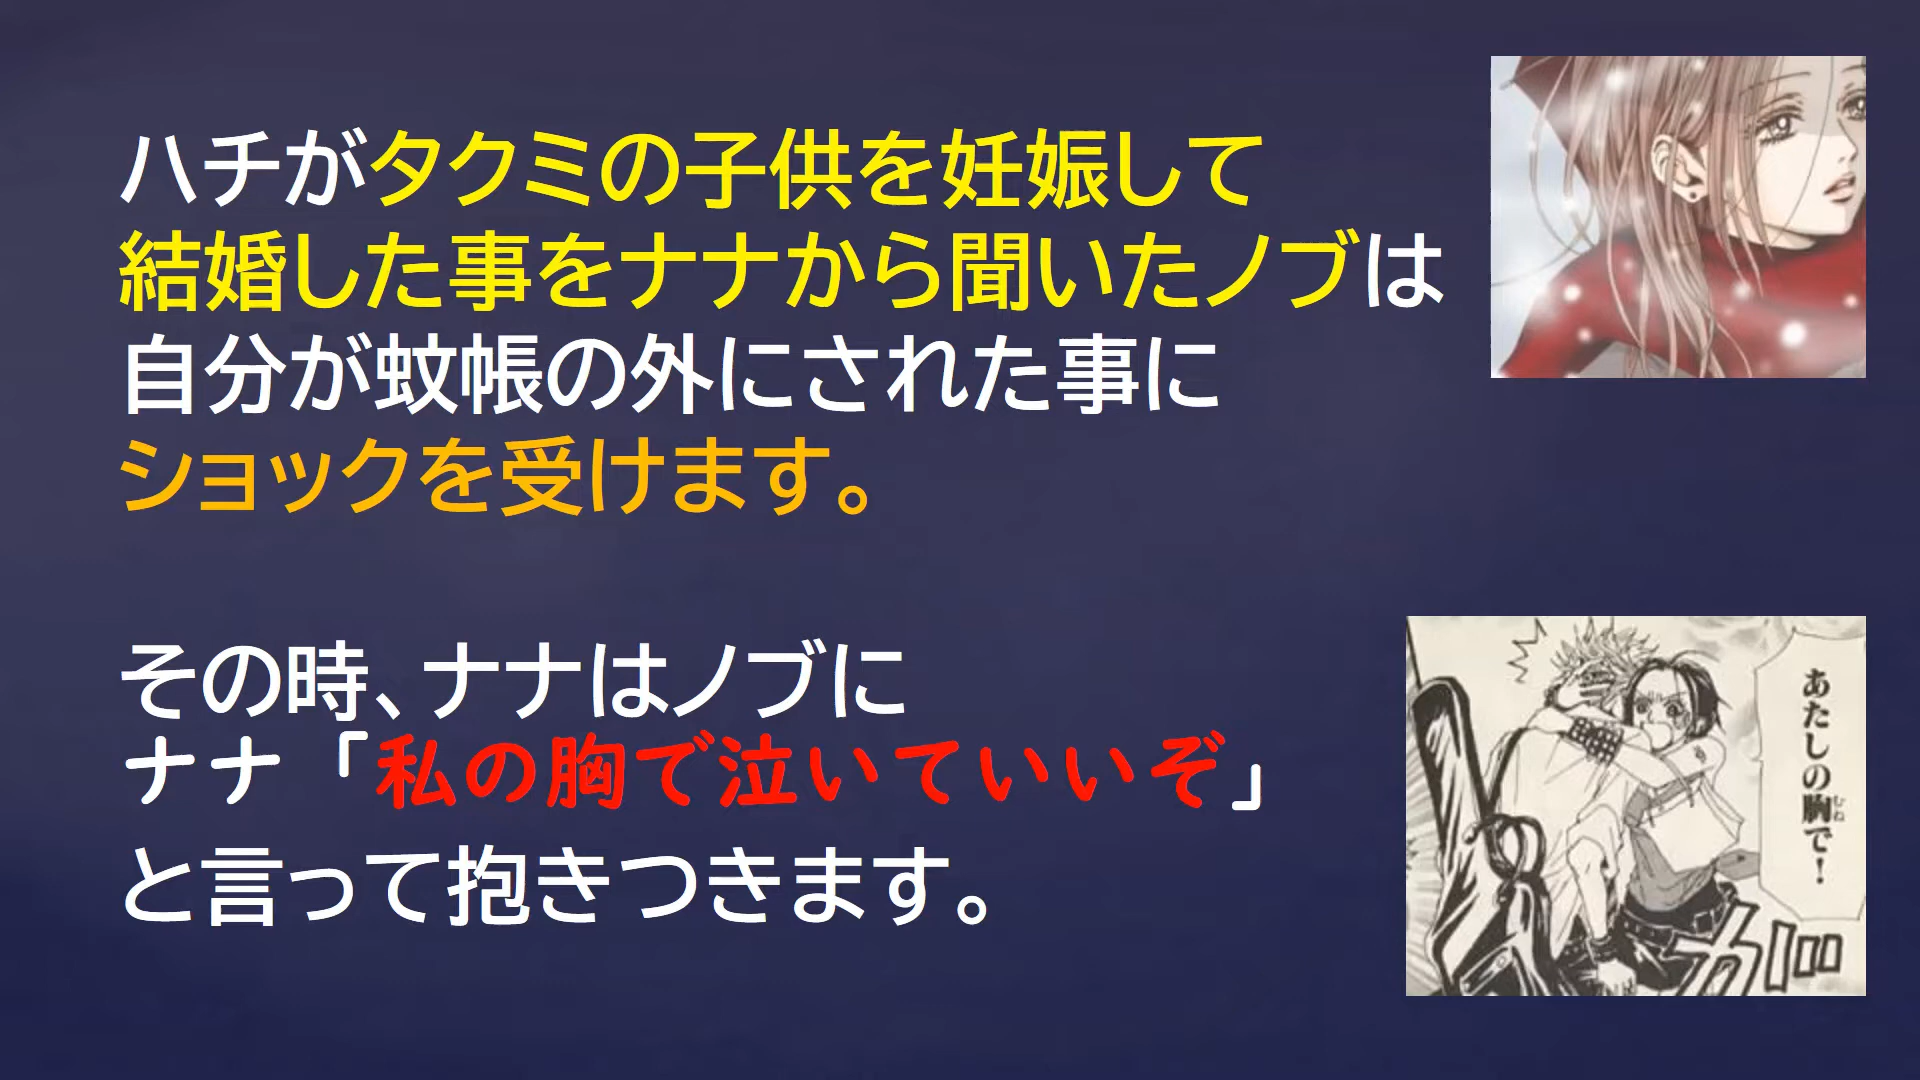 ハチがタクミの子供を妊娠して
結婚した事をナナから聞いたノブは
自分が蚊帳の外にされた事に
ショックを受けます。
その時、ナナはノブに
ナナ「私の胸で泣いていいぞ」
と言って抱きつきます。
あたしの胸で！
むね
ガバ